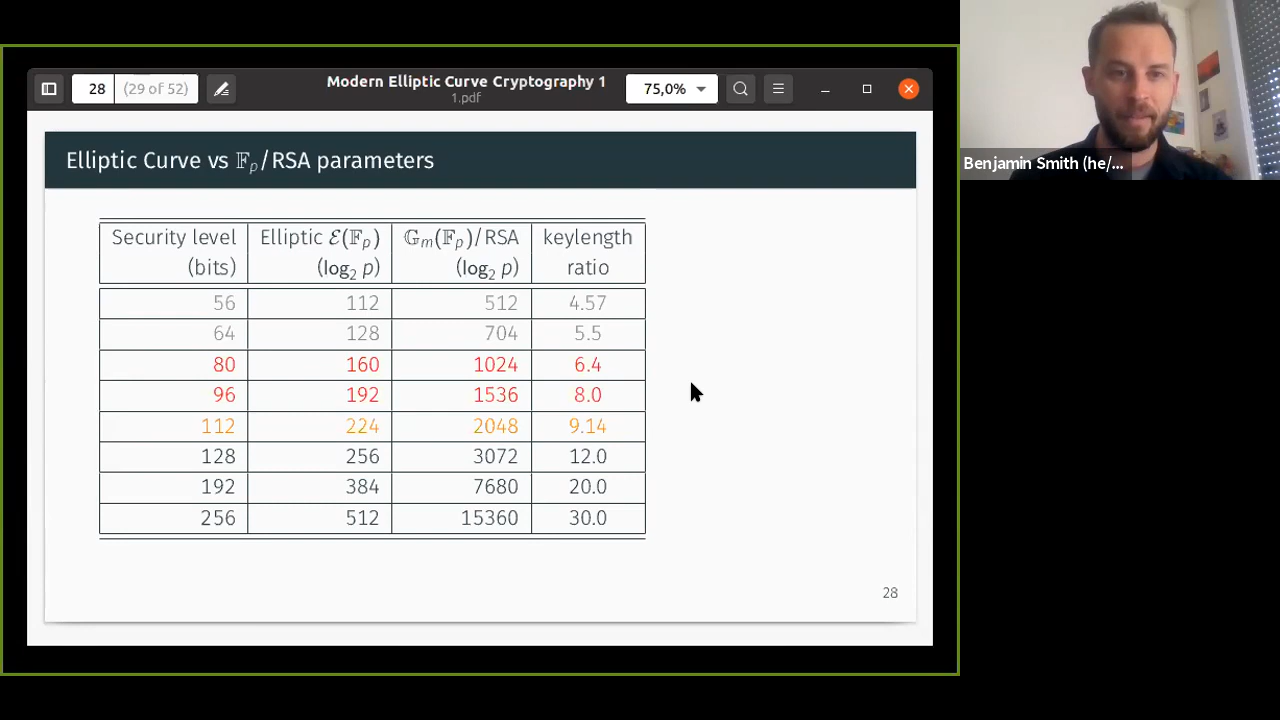 28 (29 of 52)
Modern Elliptic Curve Cryptography 1
1.pdf
75,0%
Benjamin Smith (he/...
Elliptic Curve vs 𝔽ₚ/RSA parameters
Security level Elliptic ℰ(𝔽ₚ) 𝔾ₘ(𝔽ₚ)/RSA keylength
(bits) (log₂ p) (log₂ p) ratio
56 112 512 4.57
64 128 704 5.5
80 160 1024 6.4
96 192 1536 8.0
112 224 2048 9.14
128 256 3072 12.0
192 384 7680 20.0
256 512 15360 30.0
28